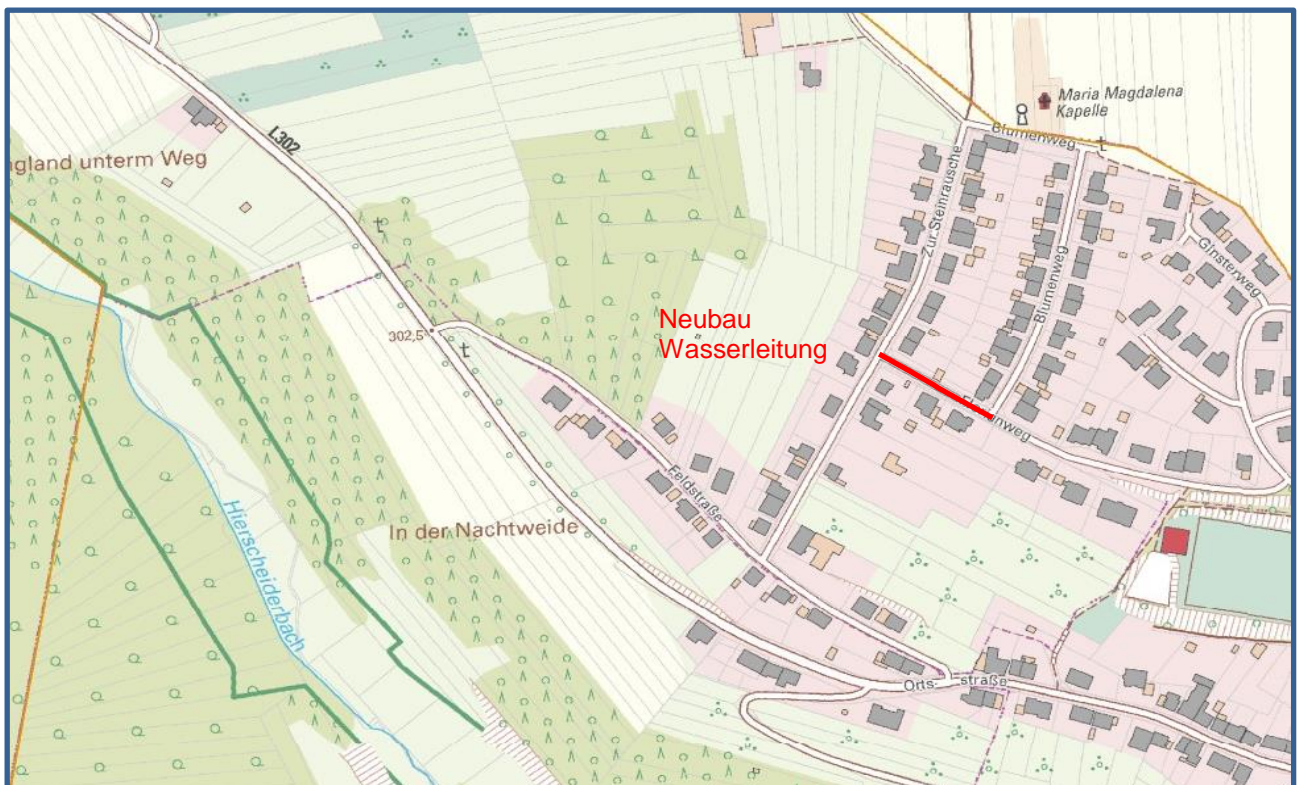 Maria Magdalena
Kapelle
Blumenweg
L302
ngland unterm Weg
Zur Steinrausche
Blumenweg
Ginsterweg
Neubau
Wasserleitung
302,5
Feldstraße
Hierscheiderbach
In der Nachtweide
Orts-
straße